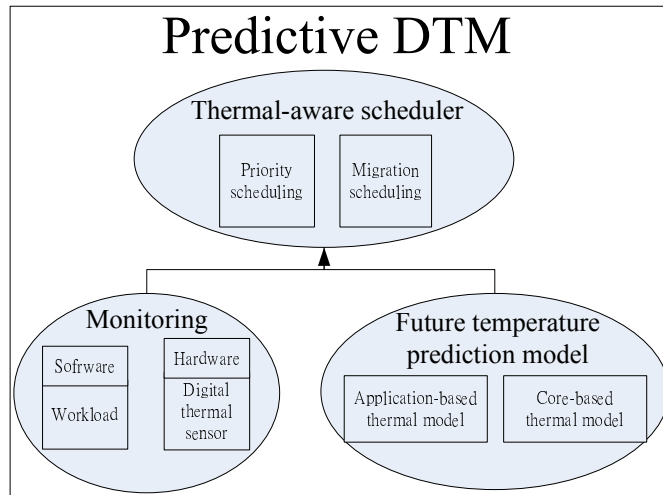 Predictive DTM
Thermal-aware scheduler
Priority
scheduling
Migration
scheduling
Monitoring
Sofrware
Workload
Hardware
Digital
thermal
sensor
Future temperature
prediction model
Application-based
thermal model
Core-based
thermal model